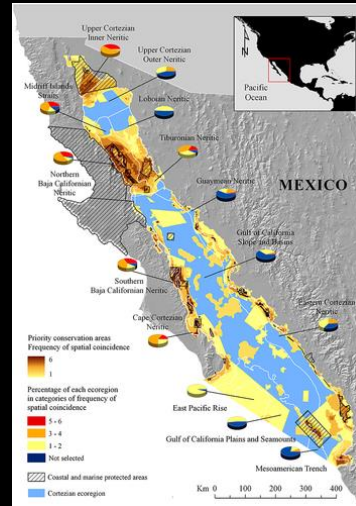 Upper Cortezian
Inner Neritic
Upper Cortezian
Outer Neritic
N
Pacific
Ocean
Midriff Islands
Straits
Loboian Neritic
Tiburonian Neritic
Northern
Baja Californian
Neritic
Guaymeño Neritic
MEXICO
Gulf of California
Slope and Basins
Southern
Baja Californian
Neritic
Eastern Cortezian
Neritic
Cape Cortezian
Neritic
Priority conservation areas
Frequency of spatial coincidence
6
1
Percentage of each ecoregion
in categories of frequency of
spatial coincidence
5 - 6
3 - 4
1 - 2
Not selected
Coastal and marine protected areas
Cortezian ecoregion
East Pacific Rise
Gulf of California Plains and Seamounts
Mesoamerican Trench
Km
0
100
200
300
400